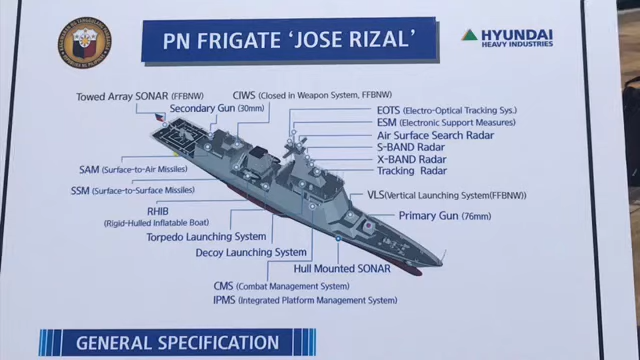 PN FRIGATE 'JOSE RIZAL'
HYUNDAI
HEAVY INDUSTRIES
Towed Array SONAR (FFBNW)
CIWS (Closed in Weapon System, FFBNW)
Secondary Gun (30mm)
EOTS (Electro-Optical Tracking Sys.)
ESM (Electronic Support Measures)
Air Surface Search Radar
S-BAND Radar
X-BAND Radar
Tracking Radar
SAM (Surface-to-Air Missiles)
SSM (Surface-to-Surface Missiles)
VLS(Vertical Launching System(FFBNW))
RHIB
(Rigid-Hulled Inflatable Boat)
Primary Gun (76mm)
Torpedo Launching System
Decoy Launching System
Hull Mounted SONAR
CMS (Combat Management System)
IPMS (Integrated Platform Management System)
GENERAL SPECIFICATION